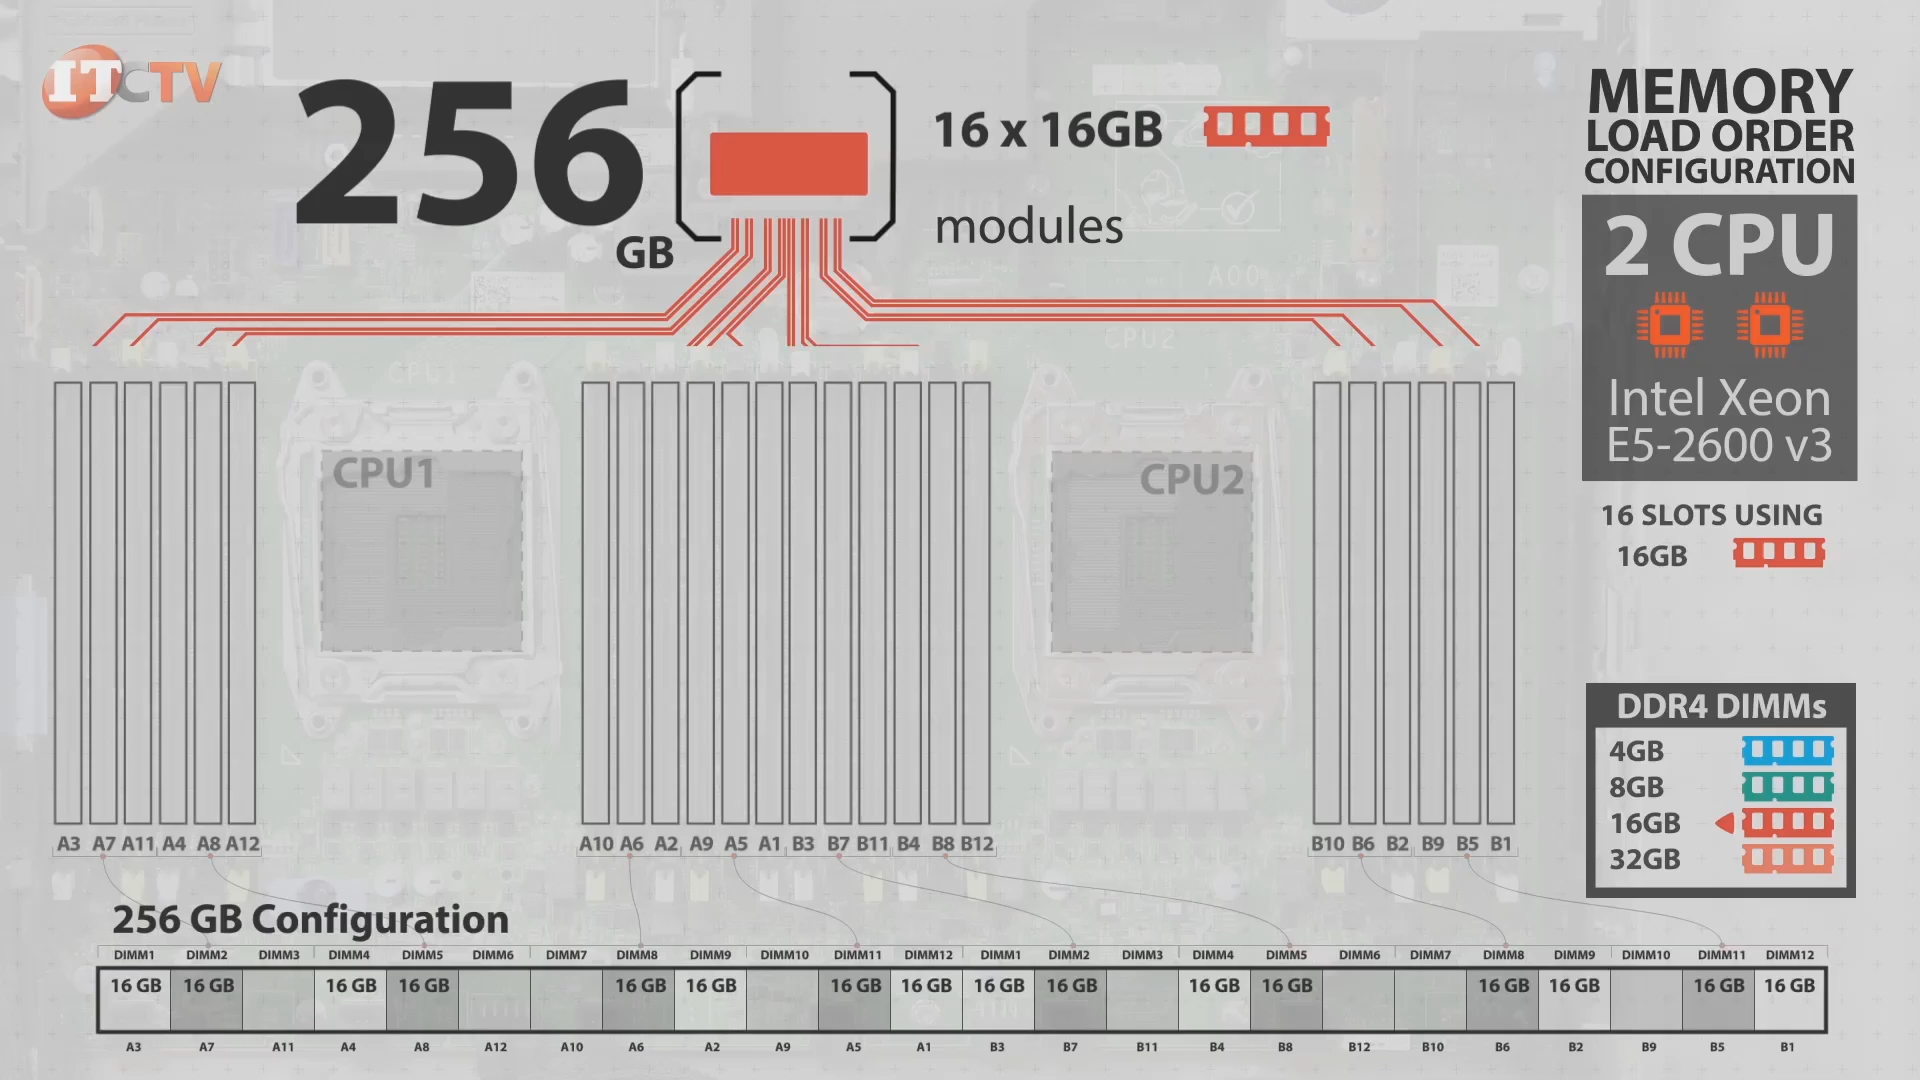 ITCTV
256
GB
16 x 16GB
modules
MEMORY
LOAD ORDER
CONFIGURATION
2 CPU
Intel Xeon
E5-2600 v3
16 SLOTS USING
16GB
A00
CPU2
CPU1
CPU1
CPU2
DDR4 DIMMs
4GB
8GB
16GB
32GB
A3 A7 A11 A4 A8 A12 A10 A6 A2 A9 A5 A1 B3 B7 B11 B4 B8 B12 B10 B6 B2 B9 B5 B1
256 GB Configuration
DIMM1 DIMM2 DIMM3 DIMM4 DIMM5 DIMM6 DIMM7 DIMM8 DIMM9 DIMM10 DIMM11 DIMM12 DIMM1 DIMM2 DIMM3 DIMM4 DIMM5 DIMM6 DIMM7 DIMM8 DIMM9 DIMM10 DIMM11 DIMM12
16 GB 16 GB 16 GB 16 GB 16 GB 16 GB 16 GB 16 GB 16 GB 16 GB 16 GB 16 GB 16 GB 16 GB 16 GB 16 GB
A3 A7 A11 A4 A8 A12 A10 A6 A2 A9 A5 A1 B3 B7 B11 B4 B8 B12 B10 B6 B2 B9 B5 B1